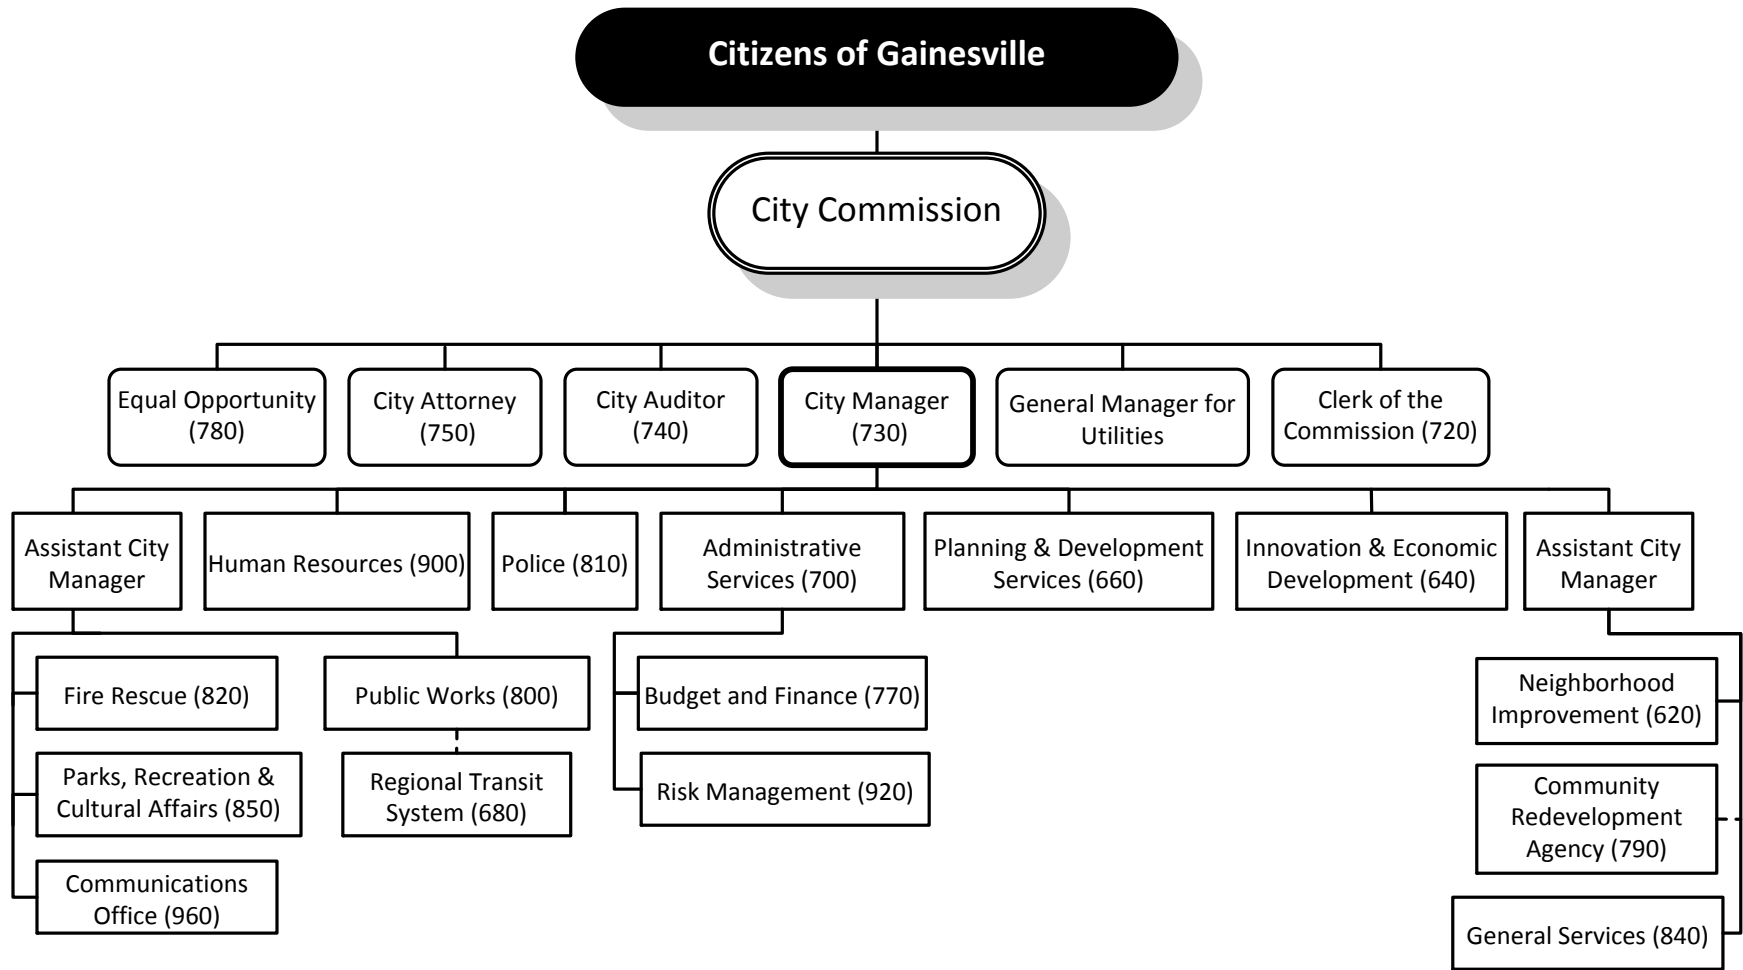 Citizens of Gainesville
City Commission
Equal Opportunity
(780)
City Attorney
(750)
City Auditor
(740)
City Manager
(730)
General Manager for
Utilities
Clerk of the
Commission (720)
Assistant City
Manager
Human Resources (900)
Police (810)
Administrative
Services (700)
Planning & Development
Services (660)
Innovation & Economic
Development (640)
Assistant City
Manager
Fire Rescue (820)
Public Works (800)
Budget and Finance (770)
Neighborhood
Improvement (620)
Parks, Recreation &
Cultural Affairs (850)
Regional Transit
System (680)
Risk Management (920)
Community
Redevelopment
Agency (790)
Communications
Office (960)
General Services (840)